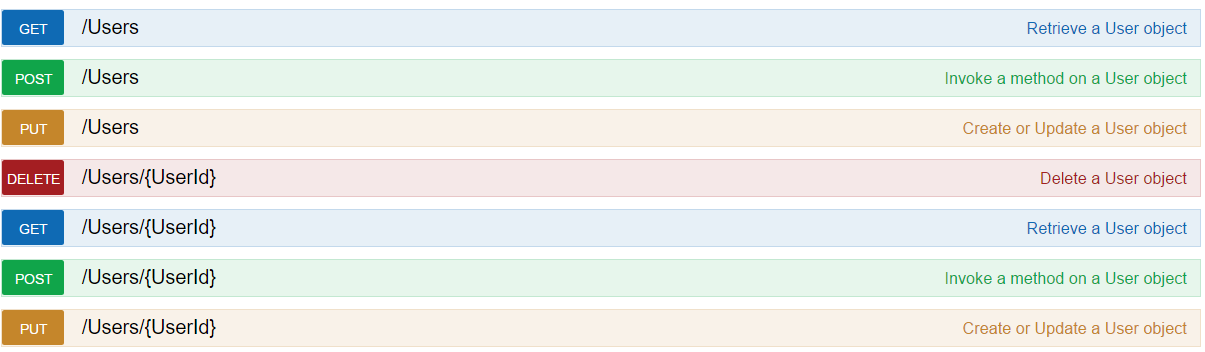 GET /Users Retrieve a User object
POST /Users Invoke a method on a User object
PUT /Users Create or Update a User object
DELETE /Users/{UserId} Delete a User object
GET /Users/{UserId} Retrieve a User object
POST /Users/{UserId} Invoke a method on a User object
PUT /Users/{UserId} Create or Update a User object